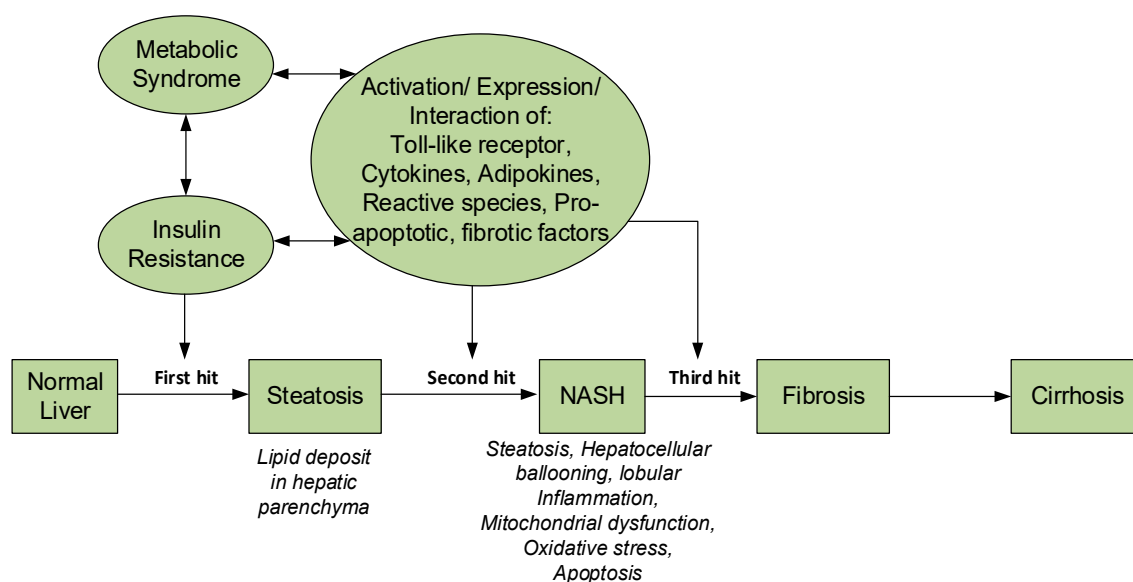 Metabolic
Syndrome
Activation/ Expression/
Interaction of:
Toll-like receptor,
Cytokines, Adipokines,
Reactive species, Pro-
apoptotic, fibrotic factors
Insulin
Resistance
Normal
Liver
First hit
Steatosis
Second hit
NASH
Third hit
Fibrosis
Cirrhosis
Lipid deposit
in hepatic
parenchyma
Steatosis, Hepatocellular
ballooning, lobular
Inflammation,
Mitochondrial dysfunction,
Oxidative stress,
Apoptosis